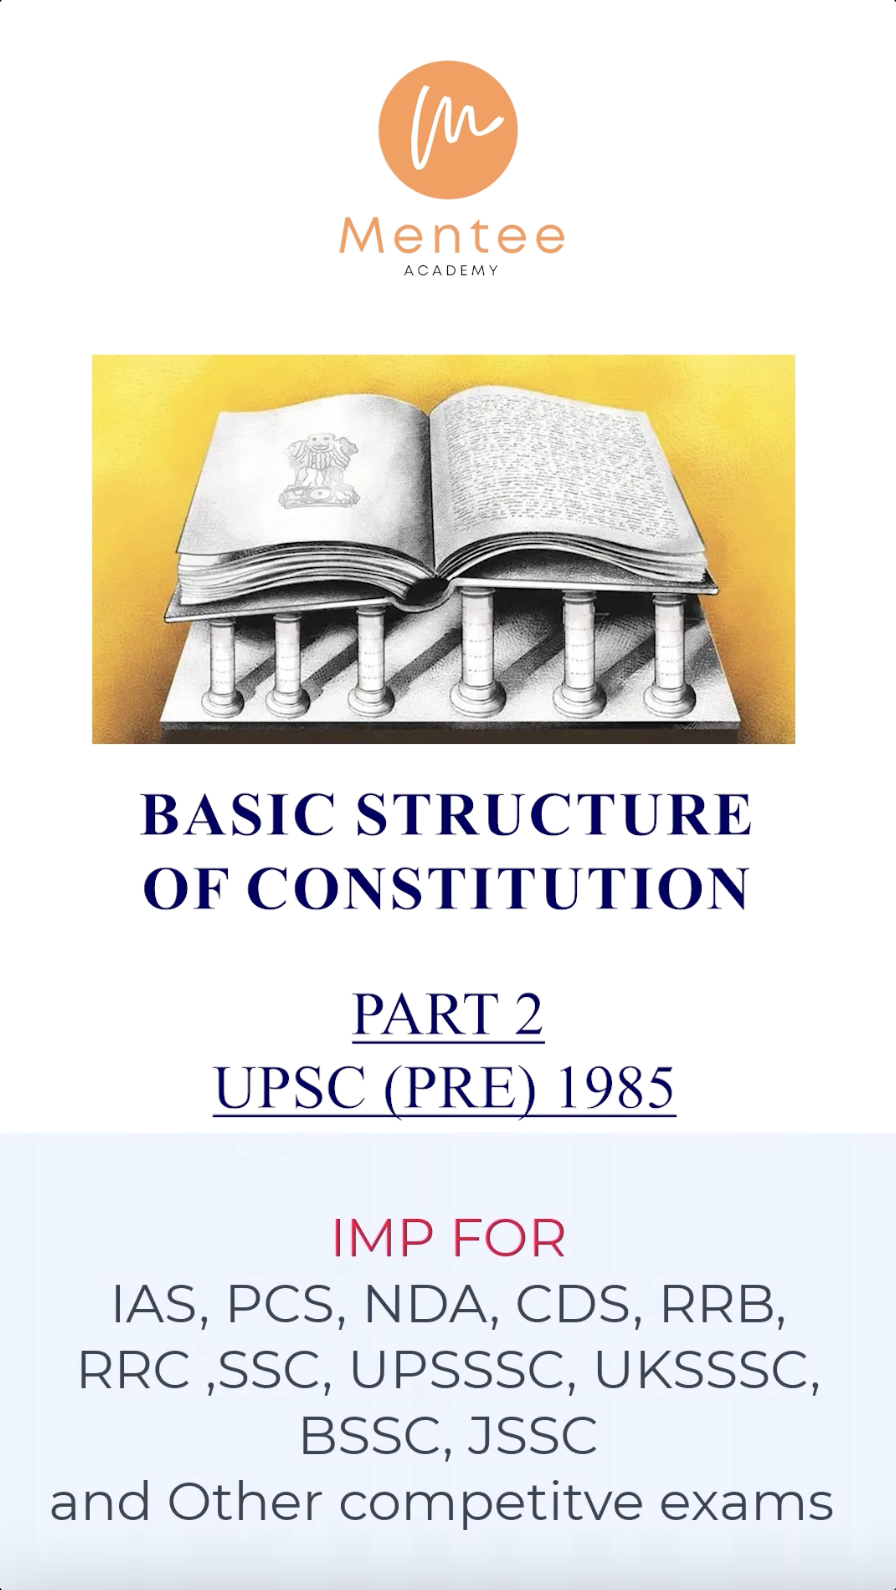 Mentee
ACADEMY
BASIC STRUCTURE
OF CONSTITUTION
PART 2
UPSC (PRE) 1985
IMP FOR
IAS, PCS, NDA, CDS, RRB,
RRC ,SSC, UPSSSC, UKSSSC,
BSSC, JSSC
and Other competitve exams